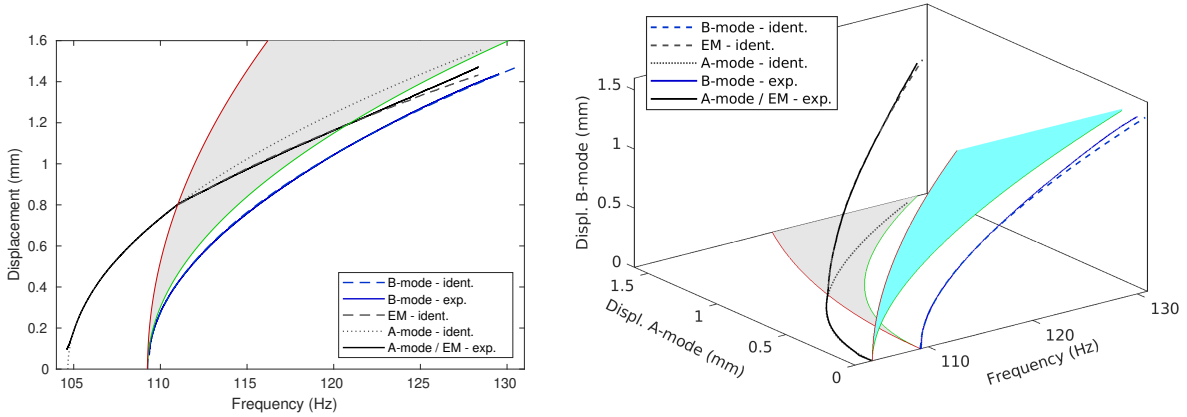 1.6
1.4
1.2
1
0.8
0.6
0.4
0.2
0
Displacement (mm)
105
110
115
120
125
130
Frequency (Hz)
B-mode - ident.
B-mode - exp.
EM - ident.
A-mode - ident.
A-mode / EM - exp.
B-mode - ident.
EM - ident.
A-mode - ident.
B-mode - exp.
A-mode / EM - exp.
1.5
1
0.5
0
Displ. B-mode (mm)
1.5
1
0.5
0
Displ. A-mode (mm)
110
120
130
Frequency (Hz)